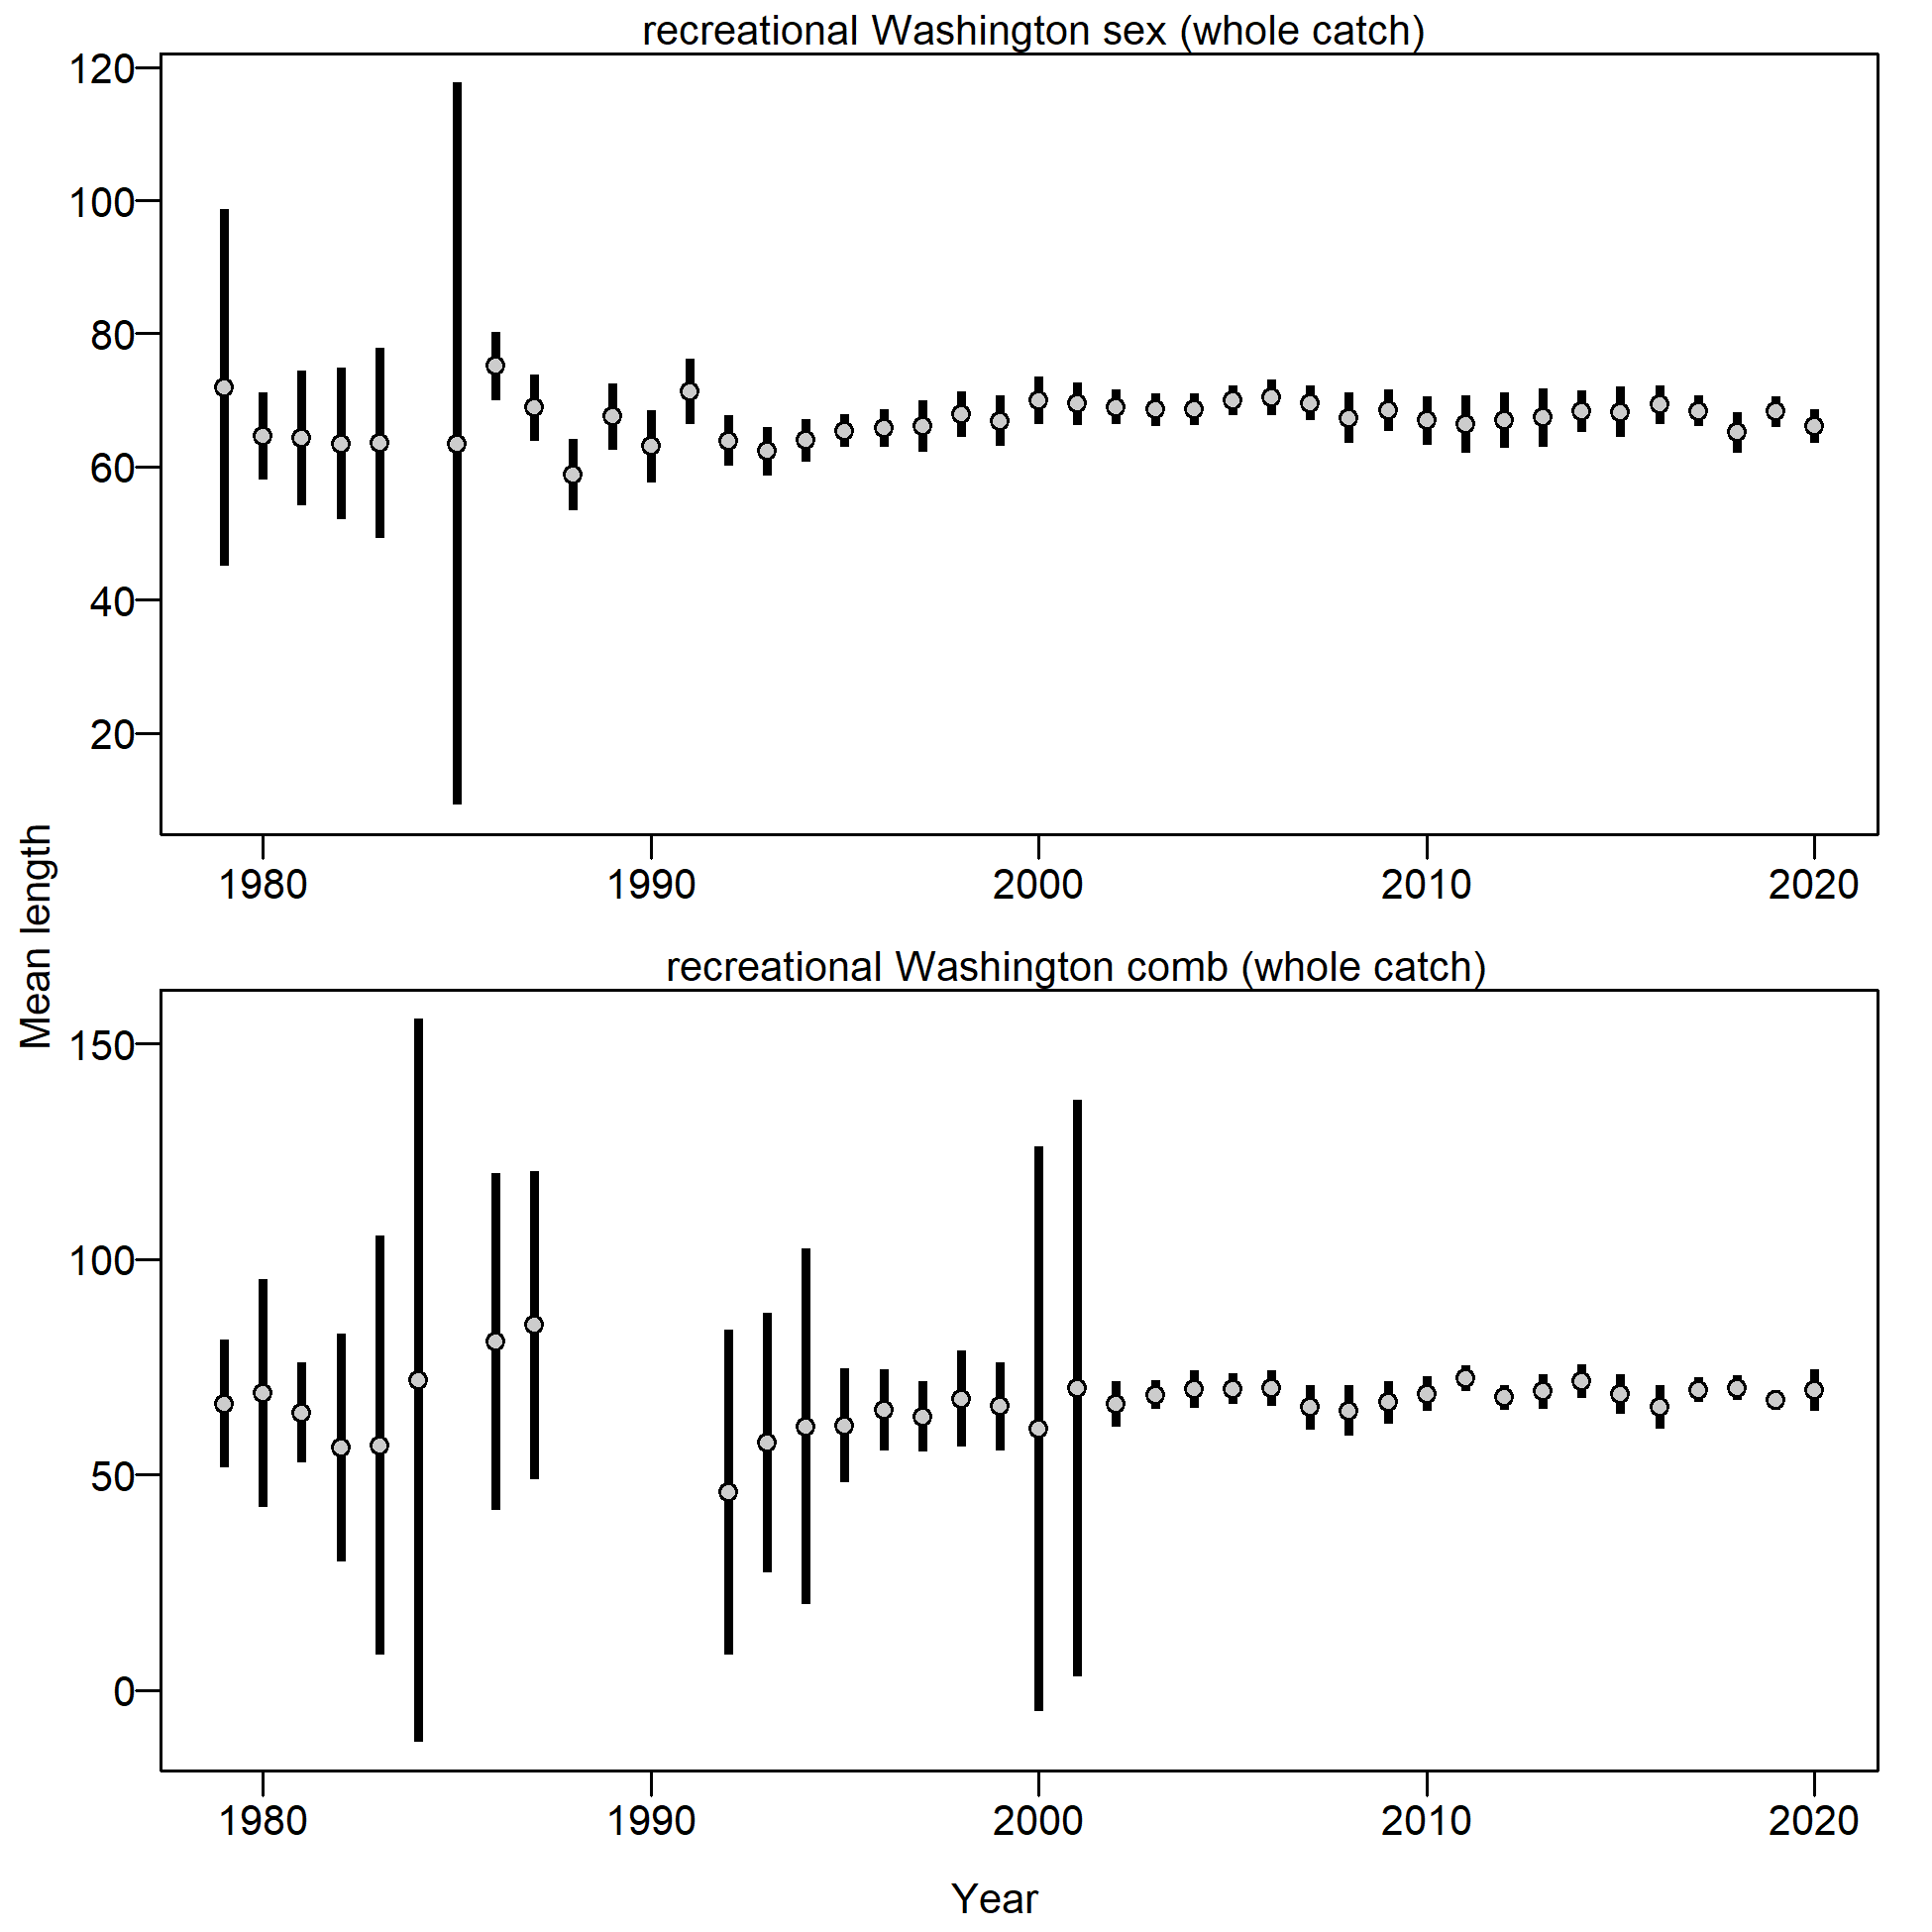 recreational Washington sex (whole catch)
120
100
80
60
40
20
1980 1990 2000 2010 2020
Mean length
recreational Washington comb (whole catch)
150
100
50
0
1980 1990 2000 2010 2020
Year